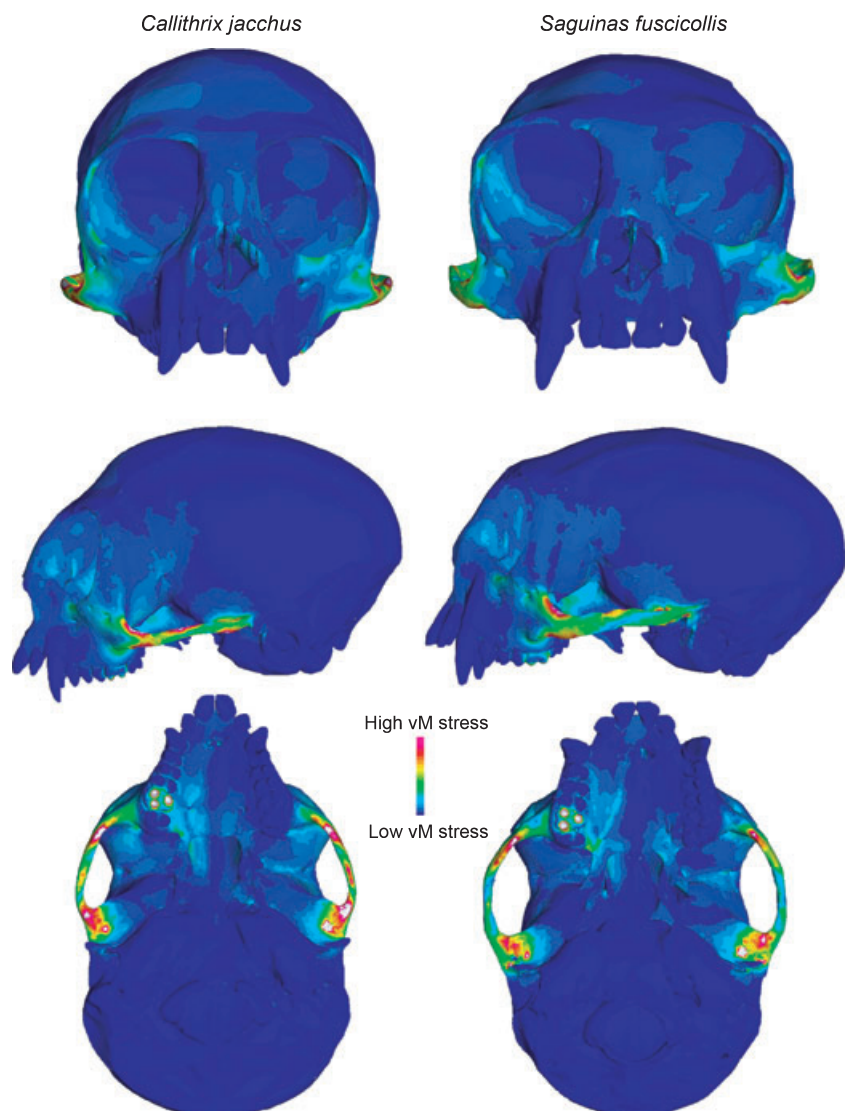 Callithrix jacchus
Saguinas fuscicollis
High vM stress
Low vM stress